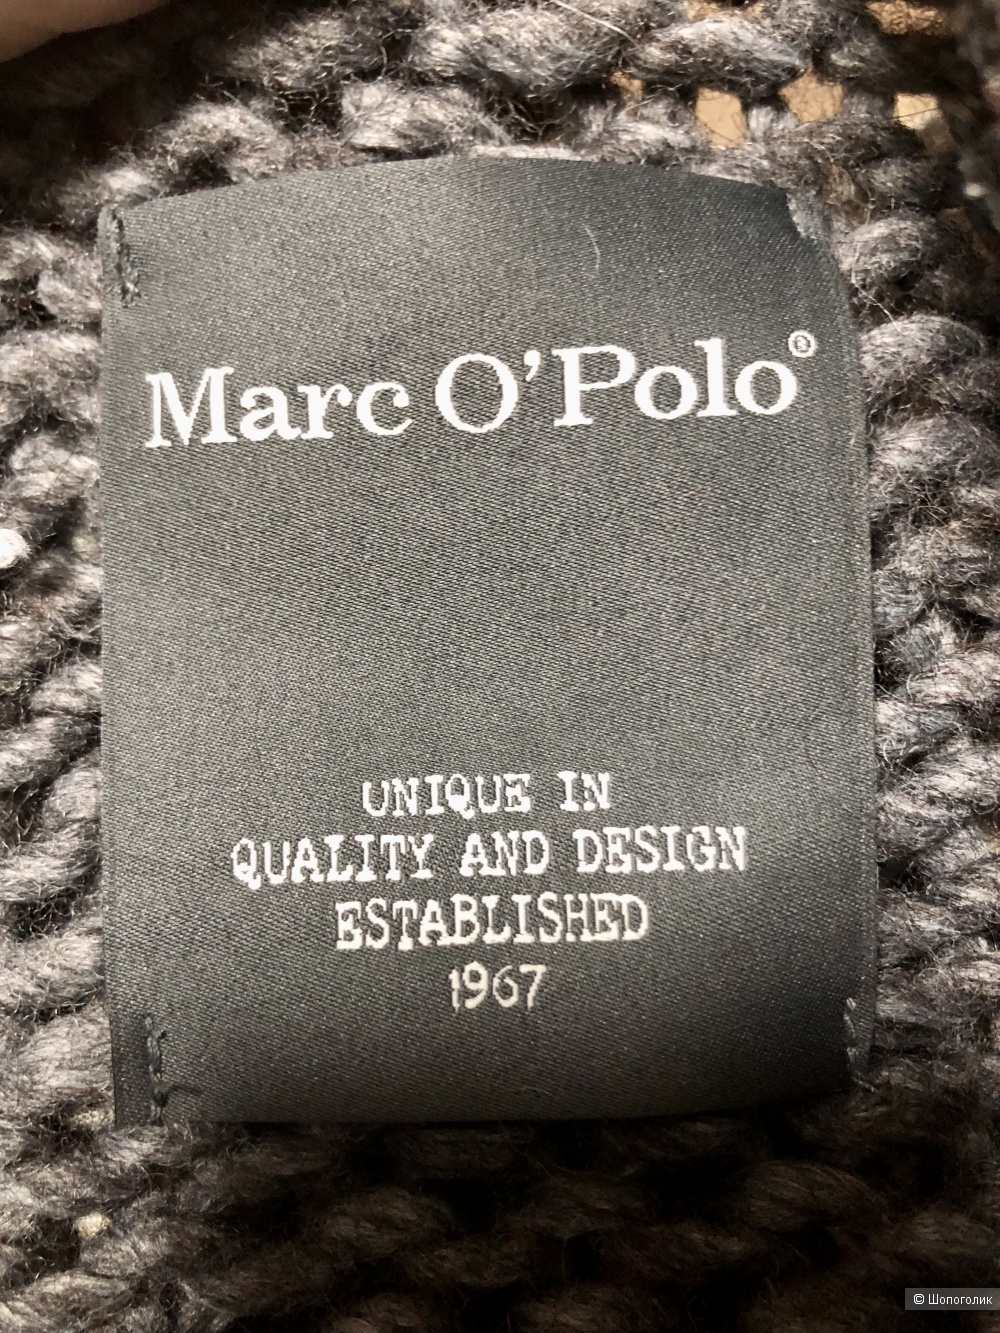 Marc O'Polo®
UNIQUE IN
QUALITY AND DESIGN
ESTABLISHED
1967
© Шопоголик